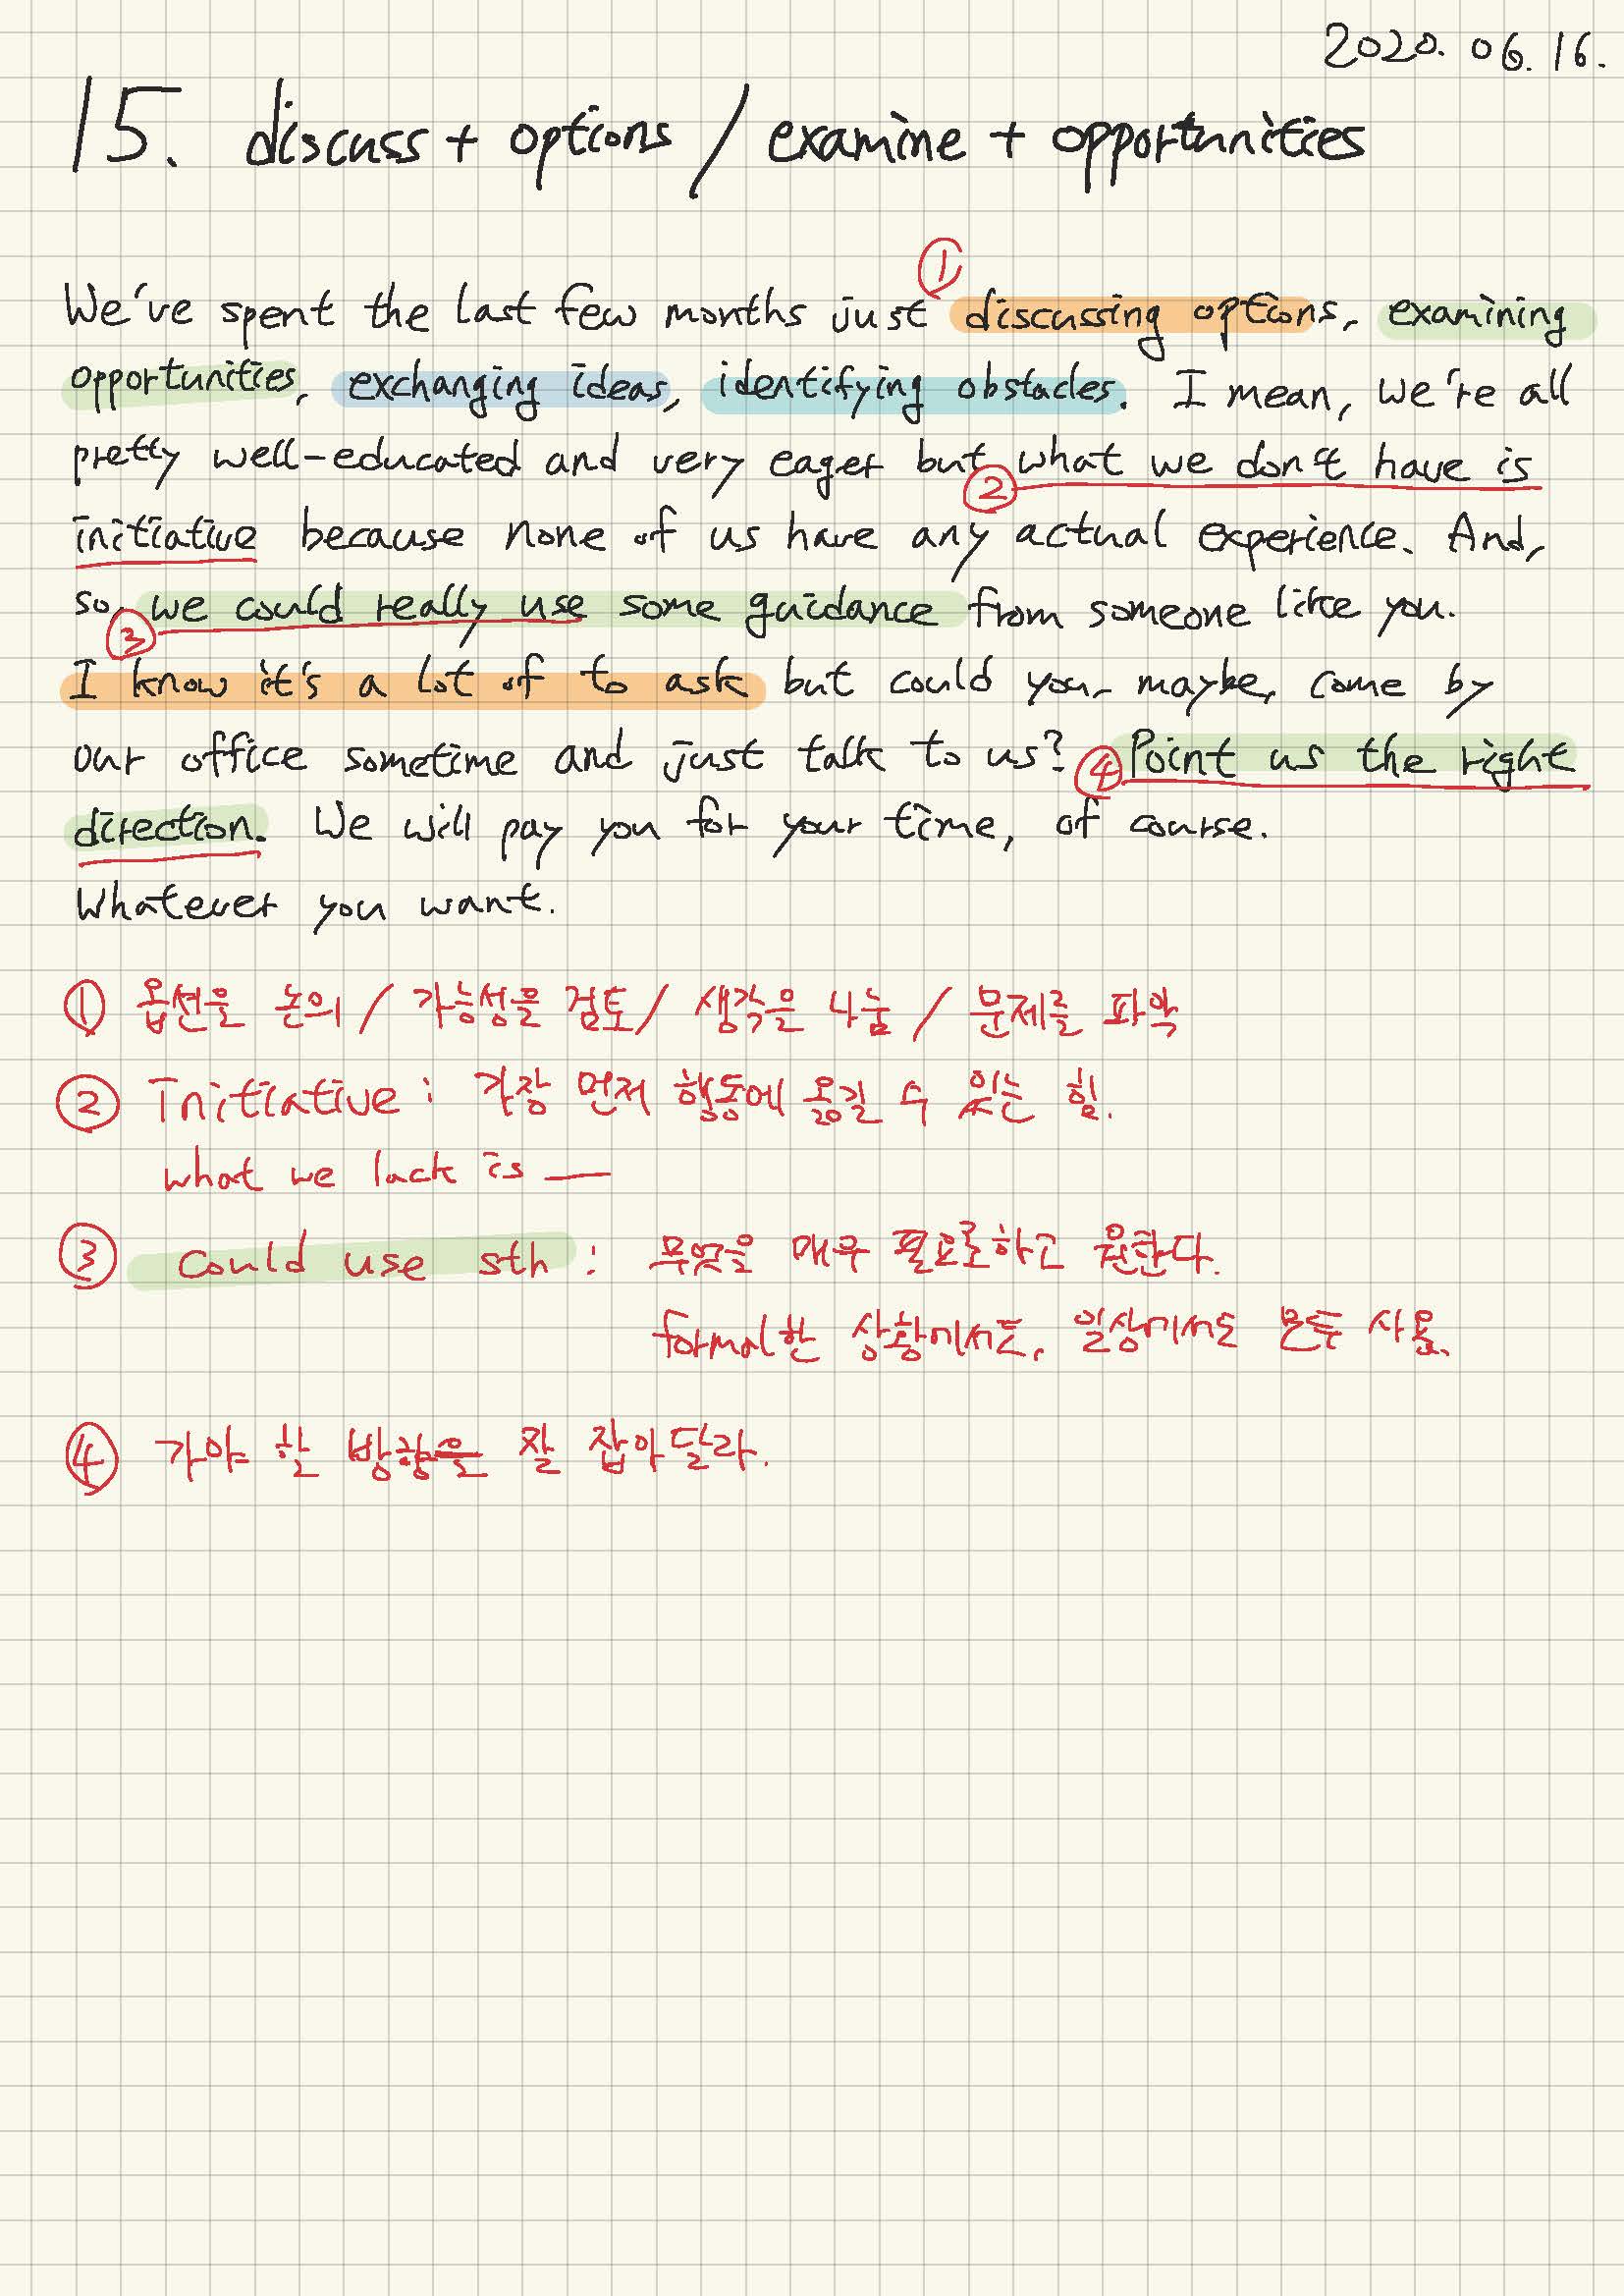 2020. 06. 16.
15. discuss + options / examine + opportunities
①
We've spent the last few months just discussing options, examining
opportunities, exchanging ideas, identifying obstacles. I mean, we're all
pretty well-educated and very eager but ② what we don't have is
initiative because none of us have any actual experience. And,
so, ③ we could really use some guidance from someone like you.
I know it's a lot of to ask but could you, maybe, come by
our office sometime and just talk to us? ④ Point us the right
direction. We will pay you for your time, of course.
Whatever you want.
① 옵션을 논의 / 가능성을 검토 / 생각을 나눔 / 문제를 파악
② Initiative : 가장 먼저 행동에 옮길 수 있는 힘.
what we lack is ―
③ Could use sth : 무엇을 매우 필요로하고 원한다.
formal한 상황에서도, 일상에서도 모두 사용.
④ 가야 할 방향을 잘 잡아달라.